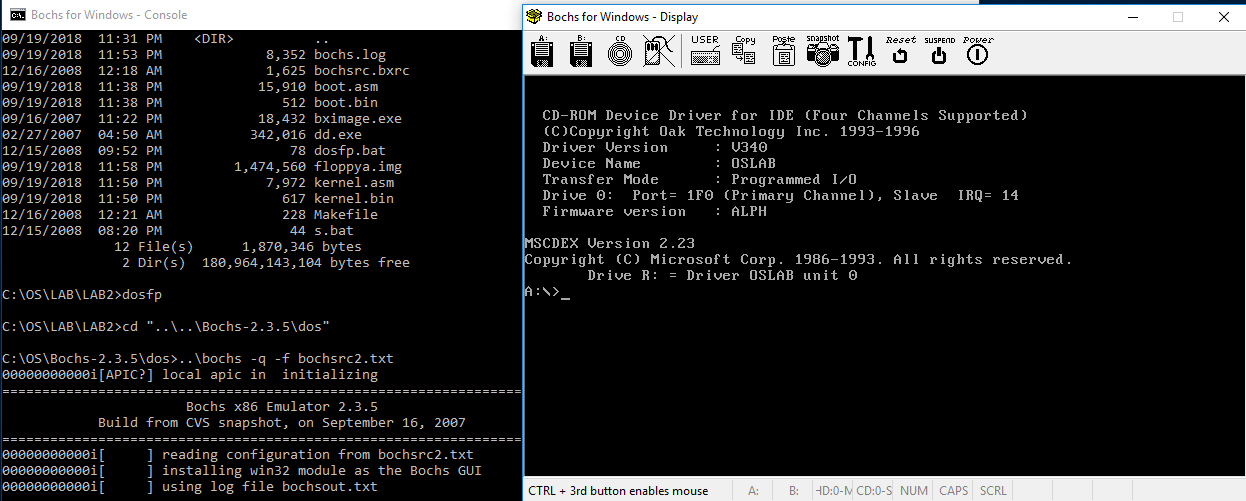 Bochs for Windows - Console
09/19/2018  11:31 PM    <DIR>          ..
09/19/2018  11:53 PM             8,352 bochs.log
12/16/2008  12:18 AM             1,625 bochsrc.bxrc
09/19/2018  11:38 PM            15,910 boot.asm
09/19/2018  11:38 PM               512 boot.bin
09/16/2007  11:22 PM            18,432 bximage.exe
02/27/2007  04:50 AM           342,016 dd.exe
12/15/2008  09:52 PM                78 dosfp.bat
09/19/2018  11:58 PM         1,474,560 floppya.img
09/19/2018  11:50 PM             7,972 kernel.asm
09/19/2018  11:50 PM               617 kernel.bin
12/16/2008  12:21 AM               228 Makefile
12/15/2008  08:20 PM                44 s.bat
12 File(s)      1,870,346 bytes
2 Dir(s)  180,964,143,104 bytes free
C:\OS\LAB\LAB2>dosfp
C:\OS\LAB\LAB2>cd "..\..\Bochs-2.3.5\dos"
C:\OS\Bochs-2.3.5\dos>..\bochs -q -f bochsrc2.txt
00000000000i[APIC?] local apic in  initializing
========================================================================
Bochs x86 Emulator 2.3.5
Build from CVS snapshot, on September 16, 2007
========================================================================
00000000000i[     ] reading configuration from bochsrc2.txt
00000000000i[     ] installing win32 module as the Bochs GUI
00000000000i[     ] using log file bochsout.txt
Bochs for Windows - Display
A: B: CD USER Copy Paste snapshot CONFIG Reset SUSPEND Power
CD-ROM Device Driver for IDE (Four Channels Supported)
(C)Copyright Oak Technology Inc. 1993-1996
Driver Version     : V340
Device Name        : OSLAB
Transfer Mode      : Programmed I/O
Drive 0:  Port= 1F0 (Primary Channel), Slave  IRQ= 14
Firmware version   : ALPH
MSCDEX Version 2.23
Copyright (C) Microsoft Corp. 1986-1993. All rights reserved.
Drive R: = Driver OSLAB unit 0
A:\>_
CTRL + 3rd button enables mouse A: B: HD:0-M CD:0-S NUM CAPS SCRL